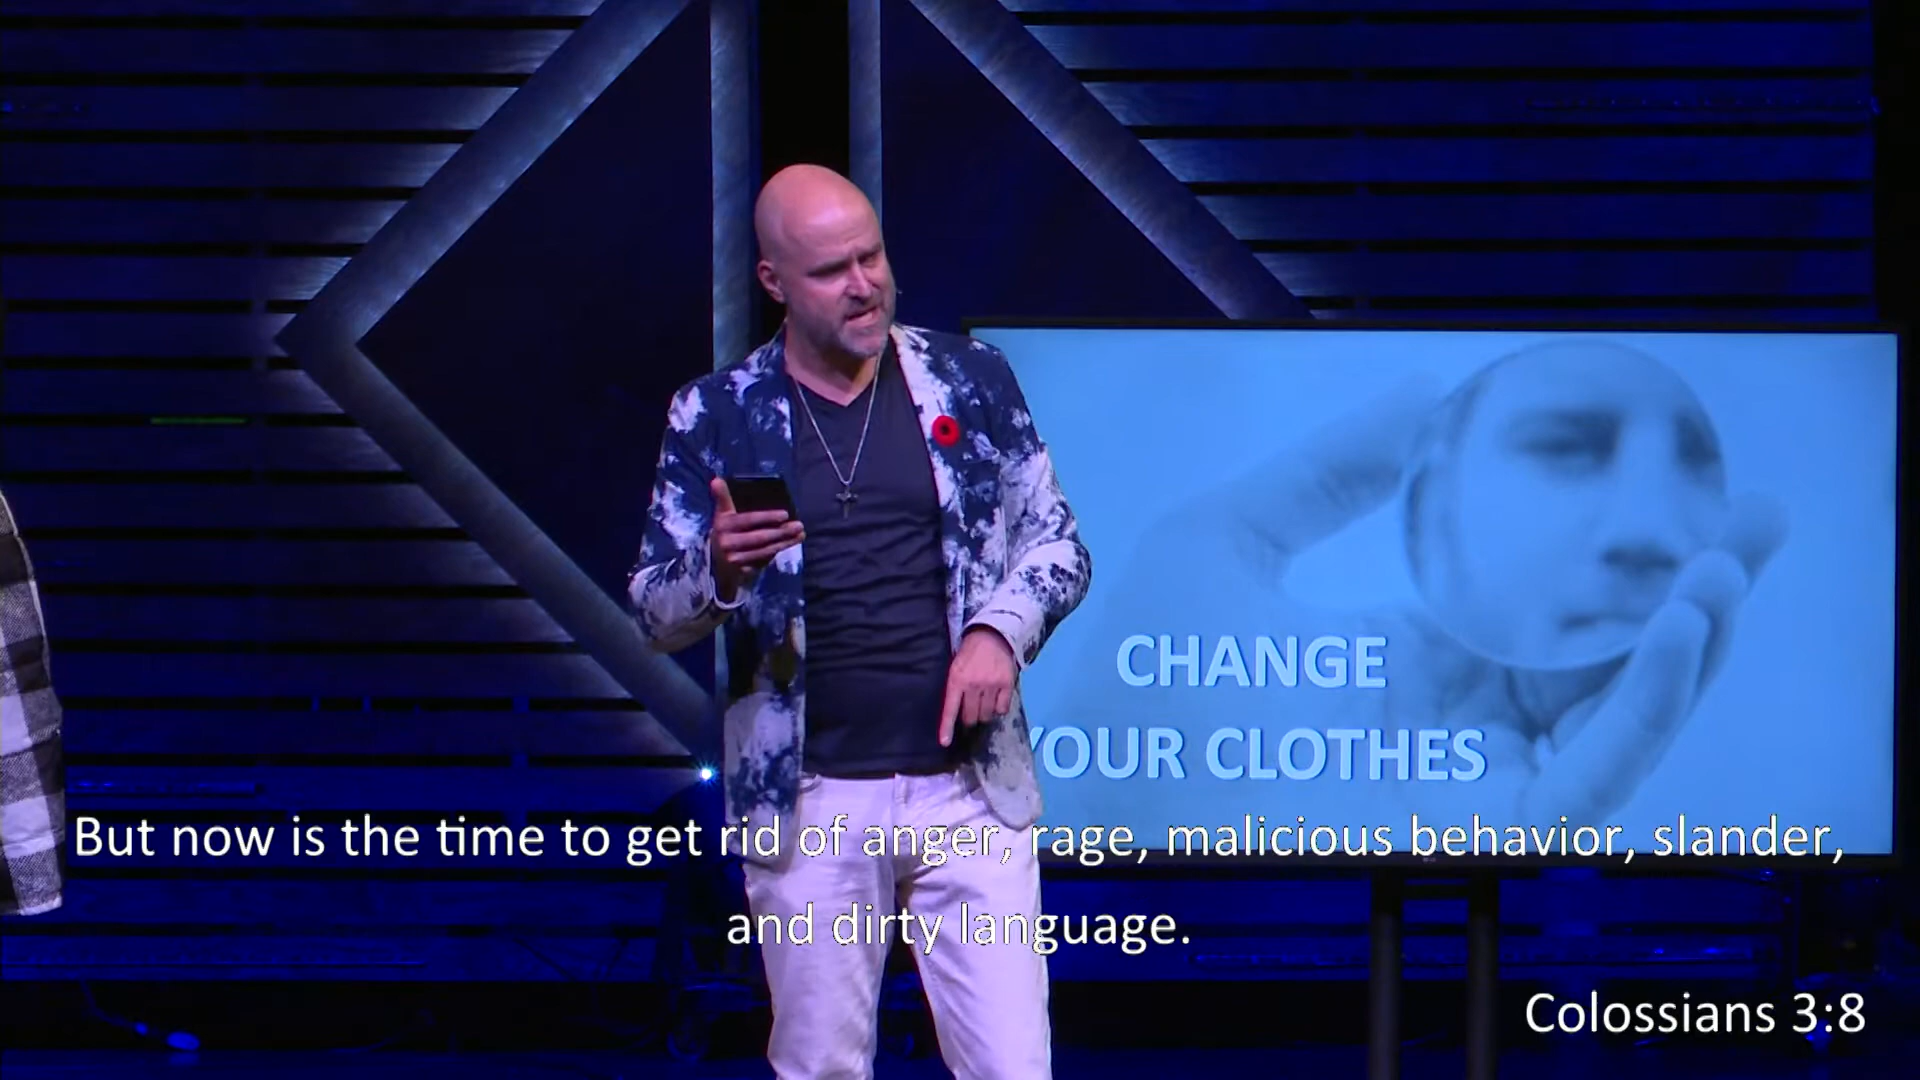 CHANGE
YOUR CLOTHES
But now is the time to get rid of anger, rage, malicious behavior, slander,
and dirty language.
Colossians 3:8